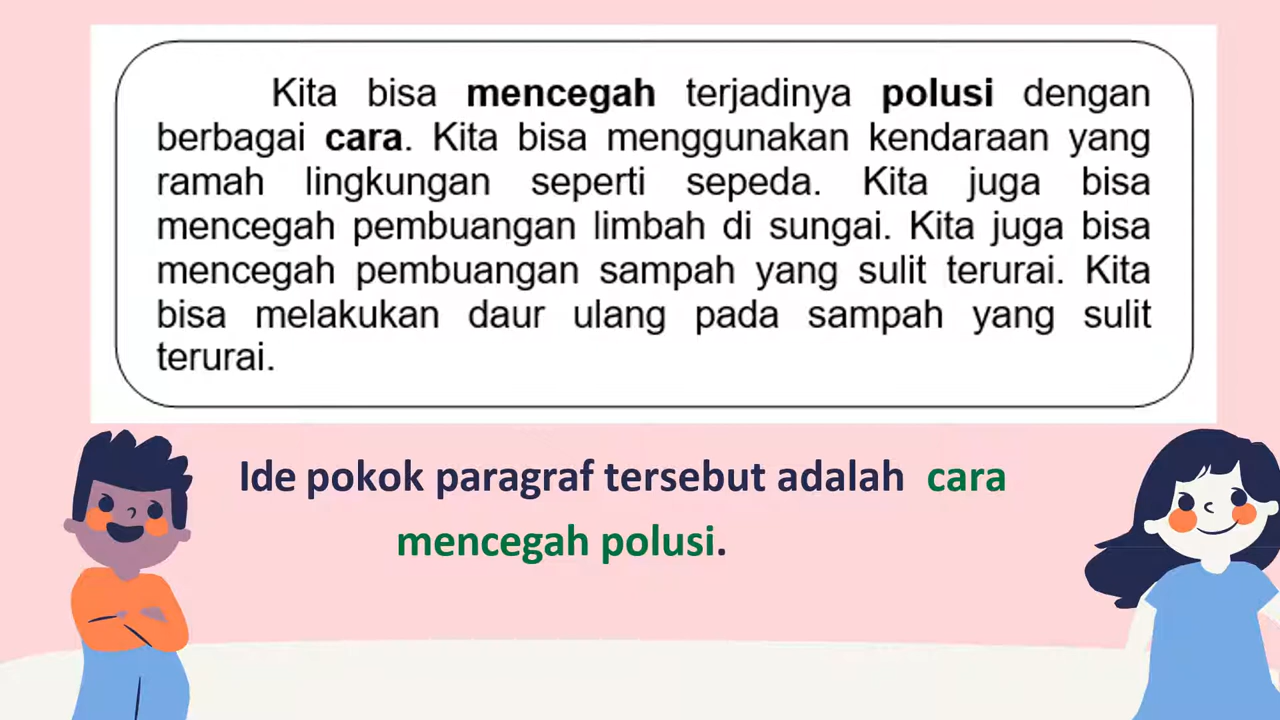 Kita bisa mencegah terjadinya polusi dengan
berbagai cara. Kita bisa menggunakan kendaraan yang
ramah lingkungan seperti sepeda. Kita juga bisa
mencegah pembuangan limbah di sungai. Kita juga bisa
mencegah pembuangan sampah yang sulit terurai. Kita
bisa melakukan daur ulang pada sampah yang sulit
terurai.
Ide pokok paragraf tersebut adalah cara
mencegah polusi.